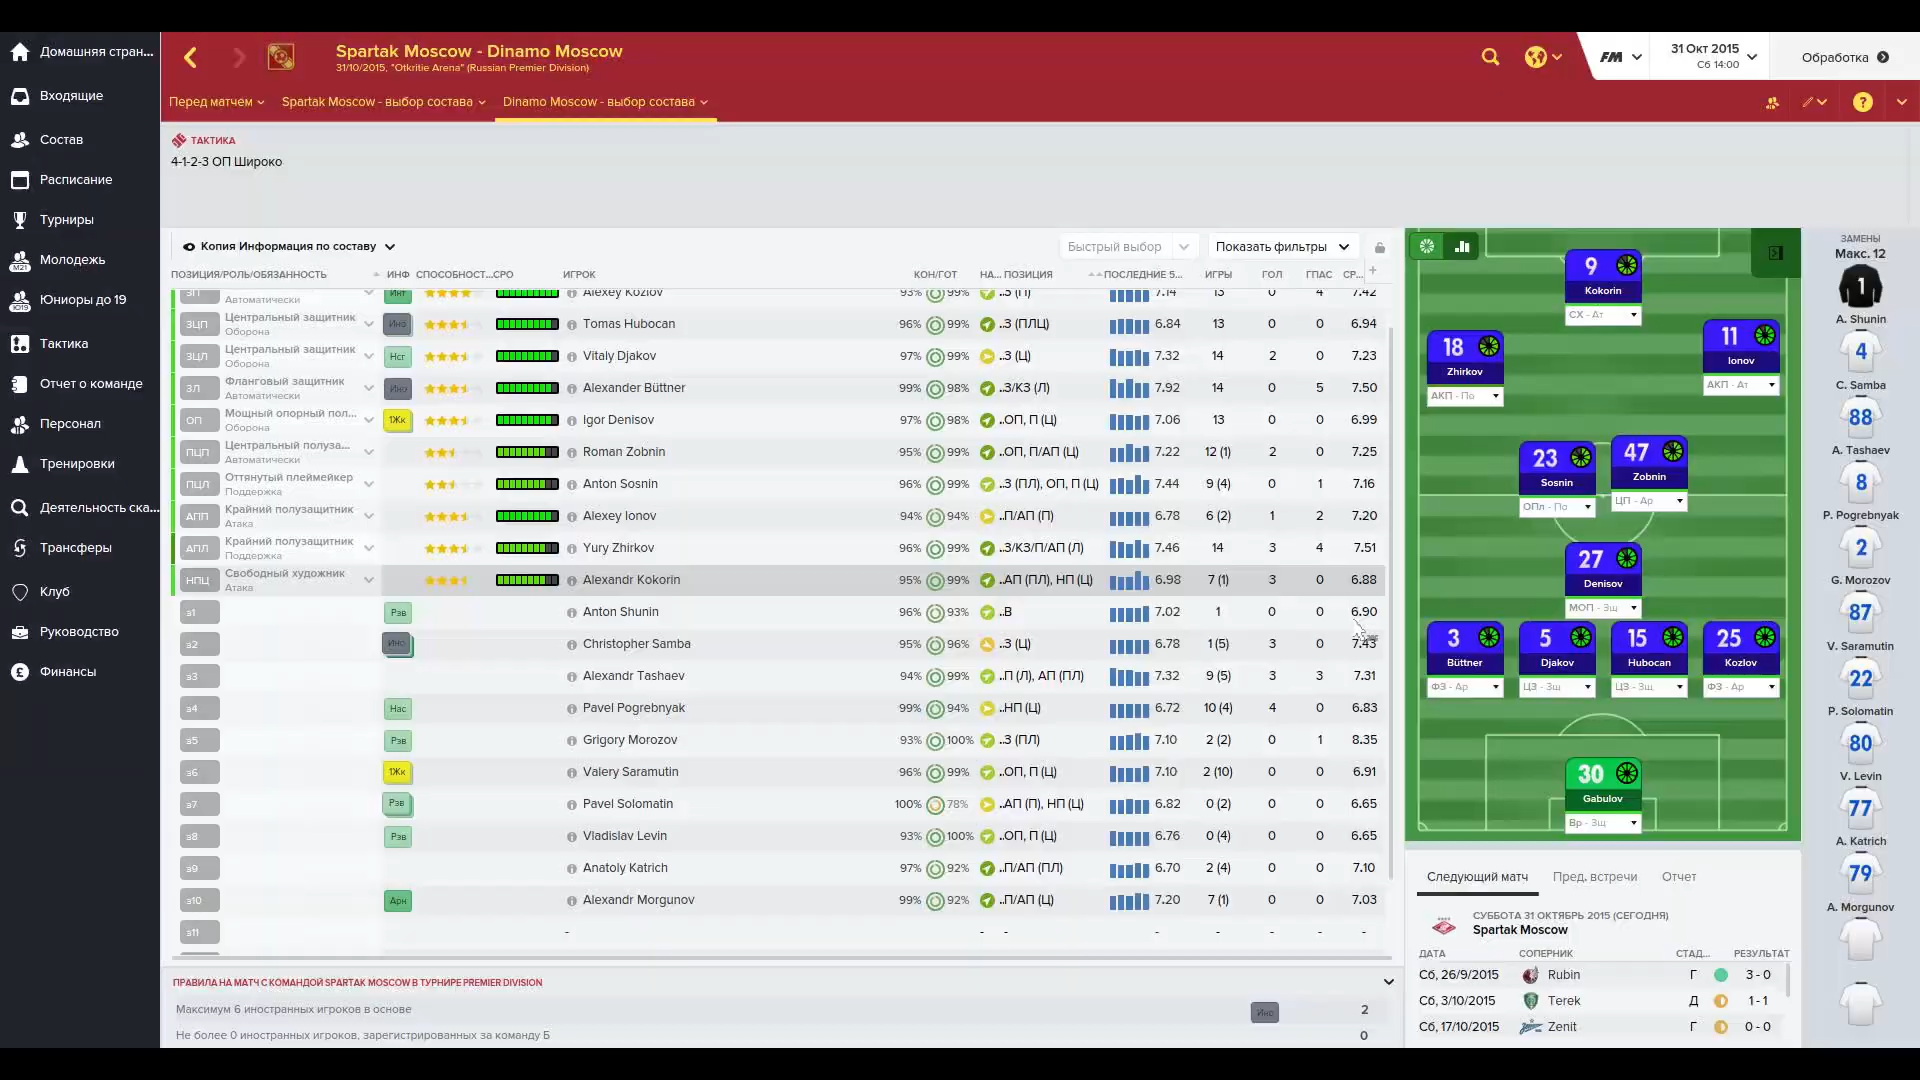 Домашняя стран...
Входящие
Состав
Расписание
Турниры
Молодежь
Юниоры до 19
Тактика
Отчет о команде
Персонал
Тренировки
Деятельность ска...
Трансферы
Клуб
Руководство
Финансы
Spartak Moscow - Dinamo Moscow
31/10/2015, "Otkritie Arena" (Russian Premier Division)
FM
31 Окт 2015
Сб 14:00
Обработка
Перед матчем
Spartak Moscow - выбор состава
Dinamo Moscow - выбор состава
?
ТАКТИКА
4-1-2-3 ОП Широко
Копия Информация по составу
Быстрый выбор
Показать фильтры
ПОЗИЦИЯ/РОЛЬ/ОБЯЗАННОСТЬ ИНФ СПОСОБНОСТ...СРО ИГРОК КОН/ГОТ НА... ПОЗИЦИЯ ПОСЛЕДНИЕ 5... ИГРЫ ГОЛ ГПАС СР... +
ЗП Автоматически Инт Alexey Kozlov 93% 99% ..З (П) 7.14 13 0 4 7.42
ЗЦП Центральный защитник Оборона Ино Tomas Hubocan 96% 99% ..З (ПЛЦ) 6.84 13 0 0 6.94
ЗЦЛ Центральный защитник Оборона Нсг Vitaly Djakov 97% 99% ..З (Ц) 7.32 14 2 0 7.23
ЗЛ Фланговый защитник Автоматически Ино Alexander Büttner 99% 98% ..З/КЗ (Л) 7.92 14 0 5 7.50
ОП Мощный опорный пол... Оборона 1Жк Igor Denisov 97% 98% ..ОП, П (Ц) 7.06 13 0 0 6.99
ПЦП Центральный полуза... Автоматически Roman Zobnin 95% 99% ..ОП, П/АП (Ц) 7.22 12 (1) 2 0 7.25
ПЦЛ Оттянутый плеймейкер Поддержка Anton Sosnin 96% 99% ..З (ПЛ), ОП, П (Ц) 7.44 9 (4) 0 1 7.16
АПП Крайний полузащитник Атака Alexey Ionov 94% 94% ..П/АП (П) 6.78 6 (2) 1 2 7.20
АПЛ Крайний полузащитник Поддержка Yury Zhirkov 96% 99% ..З/КЗ/П/АП (Л) 7.46 14 3 4 7.51
НПЦ Свободный художник Атака Alexandr Kokorin 95% 99% ..АП (ПЛ), НП (Ц) 6.98 7 (1) 3 0 6.88
з1 Рзв Anton Shunin 96% 93% ..В 7.02 1 0 0 6.90
з2 Ино Christopher Samba 95% 96% ..З (Ц) 6.78 1 (5) 3 0 7.43
з3 Alexandr Tashaev 94% 99% ..П (Л), АП (ПЛ) 7.32 9 (5) 3 3 7.31
з4 Нас Pavel Pogrebnyak 99% 94% ..НП (Ц) 6.72 10 (4) 4 0 6.83
з5 Рзв Grigory Morozov 93% 100% ..З (ПЛ) 7.10 2 (2) 0 1 8.35
з6 1Жк Valery Saramutin 96% 99% ..ОП, П (Ц) 7.10 2 (10) 0 0 6.91
з7 Рзв Pavel Solomatin 100% 78% ..АП (П), НП (Ц) 6.82 0 (2) 0 0 6.65
з8 Рзв Vladislav Levin 93% 100% ..ОП, П (Ц) 6.76 0 (4) 0 0 6.65
з9 Anatoly Katrich 97% 92% ..П/АП (ПЛ) 6.70 2 (4) 0 0 7.10
з10 Арн Alexandr Morgunov 99% 92% ..П/АП (Ц) 7.20 7 (1) 0 0 7.03
з11 - - - - - - - -
ПРАВИЛА НА МАТЧ С КОМАНДОЙ SPARTAK MOSCOW В ТУРНИРЕ PREMIER DIVISION
Максимум 6 иностранных игроков в основе Ино 2
Не более 0 иностранных игроков, зарегистрированных за команду Б 0
9
Kokorin
СХ - Ат
18
Zhirkov
АКП - По
11
Ionov
АКП - Ат
23
Sosnin
ОПл - По
47
Zobnin
ЦП - Ар
27
Denisov
МОП - Зщ
3
Büttner
ФЗ - Ар
5
Djakov
ЦЗ - Зщ
15
Hubocan
ЦЗ - Зщ
25
Kozlov
ФЗ - Ар
30
Gabulov
Вр - Зщ
ЗАМЕНЫ
Макс. 12
1
A. Shunin
4
C. Samba
88
A. Tashaev
8
P. Pogrebnyak
2
G. Morozov
87
V. Saramutin
22
P. Solomatin
80
V. Levin
77
A. Katrich
79
A. Morgunov
Следующий матч
Пред. встречи
Отчет
СУББОТА 31 ОКТЯБРЬ 2015 (СЕГОДНЯ)
Spartak Moscow
ДАТА СОПЕРНИК СТАД... РЕЗУЛЬТАТ
Сб, 26/9/2015 Rubin Г 3 - 0
Сб, 3/10/2015 Terek Д 1 - 1
Сб, 17/10/2015 Zenit Г 0 - 0